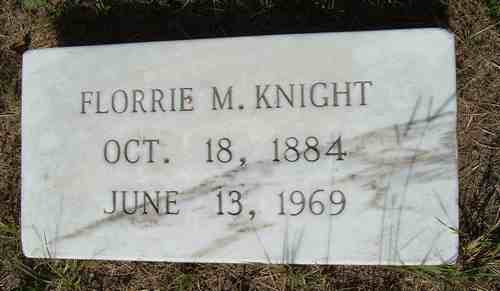 FLORRIE M. KNIGHT
OCT. 18, 1884
JUNE 13, 1969